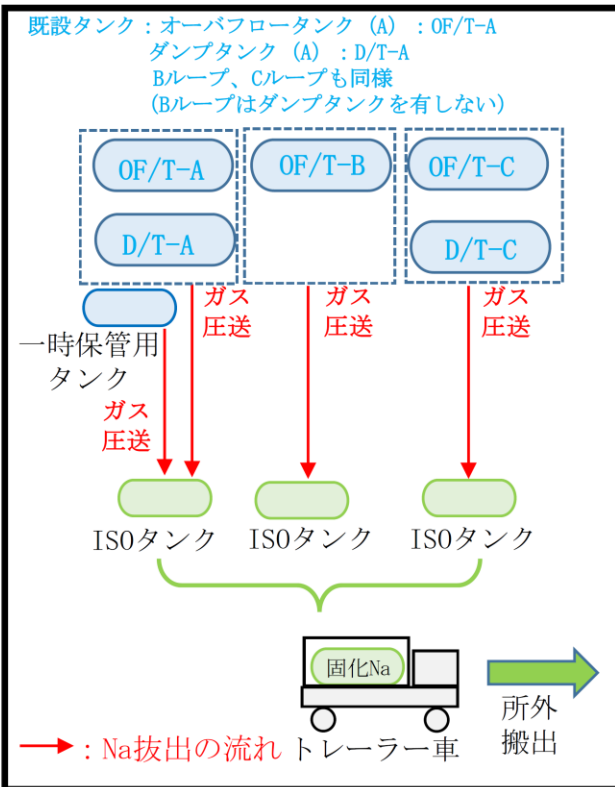 既設タンク：オーバフロータンク (A) ：OF/T-A
ダンプタンク (A) ：D/T-A
Bループ、Cループも同様
(Bループはダンプタンクを有しない)
OF/T-A
OF/T-B
OF/T-C
D/T-A
D/T-C
ガス
圧送
ガス
圧送
ガス
圧送
一時保管用
タンク
ガス
圧送
ISOタンク
ISOタンク
ISOタンク
固化Na
所外
搬出
：Na抜出の流れ
トレーラー車